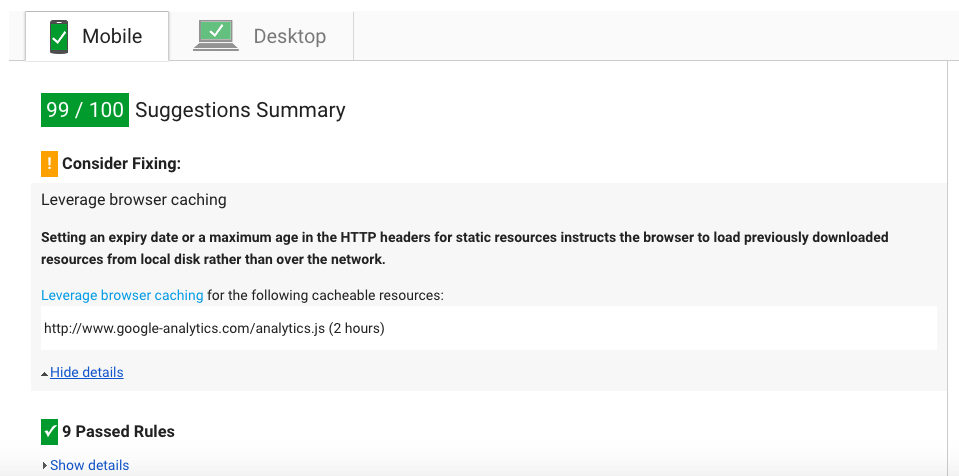 Mobile
Desktop
99 / 100 Suggestions Summary
! Consider Fixing:
Leverage browser caching
Setting an expiry date or a maximum age in the HTTP headers for static resources instructs the browser to load previously downloaded
resources from local disk rather than over the network.
Leverage browser caching for the following cacheable resources:
http://www.google-analytics.com/analytics.js (2 hours)
Hide details
9 Passed Rules
Show details